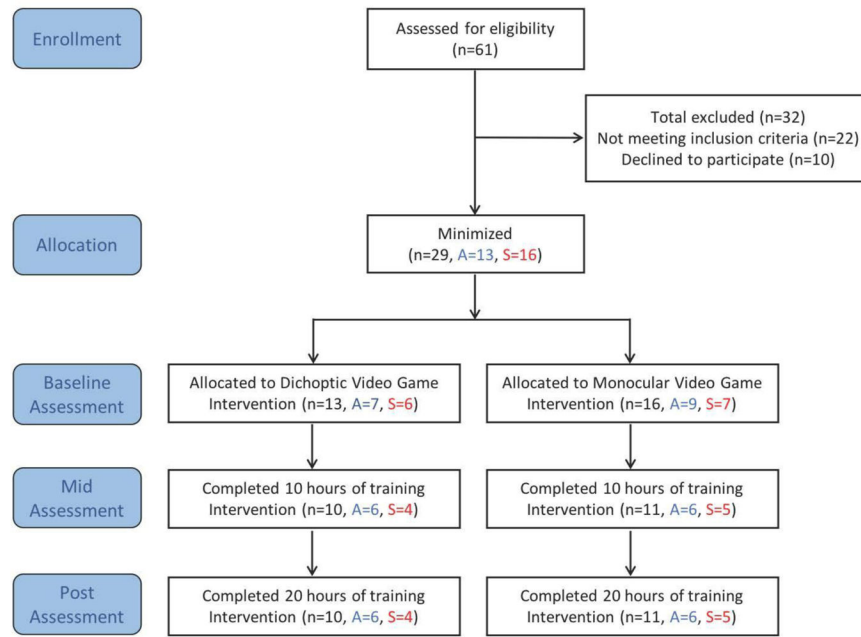 Enrollment
Assessed for eligibility
(n=61)
Total excluded (n=32)
Not meeting inclusion criteria (n=22)
Declined to participate (n=10)
Allocation
Minimized
(n=29, A=13, S=16)
Baseline
Assessment
Allocated to Dichoptic Video Game
Intervention (n=13, A=7, S=6)
Allocated to Monocular Video Game
Intervention (n=16, A=9, S=7)
Mid
Assessment
Completed 10 hours of training
Intervention (n=10, A=6, S=4)
Completed 10 hours of training
Intervention (n=11, A=6, S=5)
Post
Assessment
Completed 20 hours of training
Intervention (n=10, A=6, S=4)
Completed 20 hours of training
Intervention (n=11, A=6, S=5)